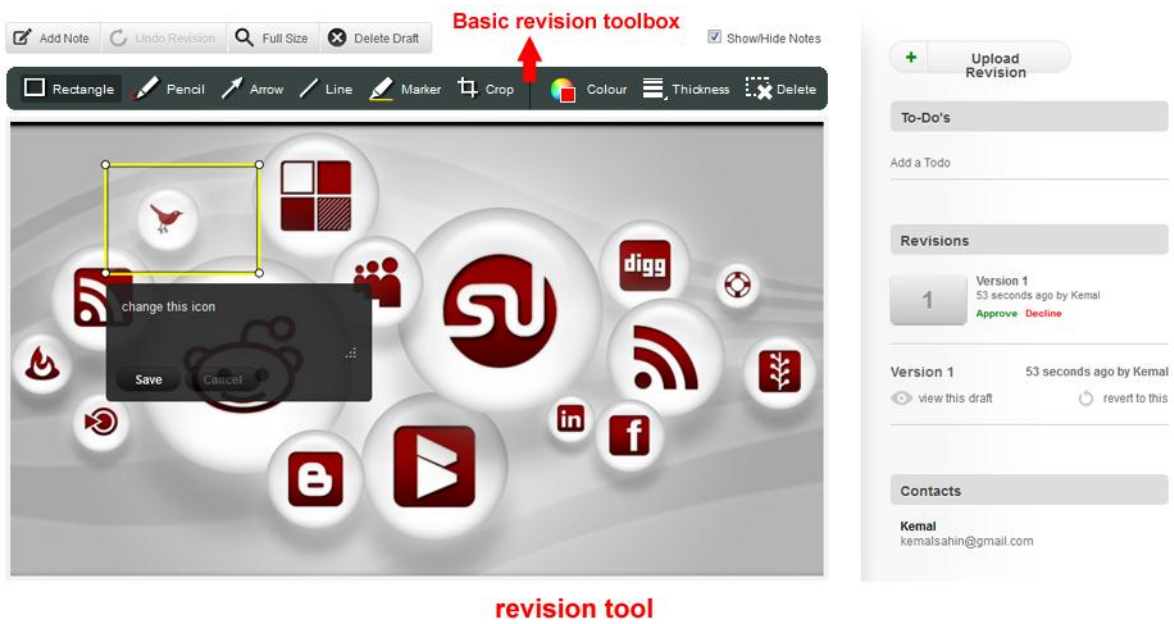 Basic revision toolbox
Add Note Undo Revision Full Size Delete Draft Show/Hide Notes
Rectangle Pencil Arrow Line Marker Crop Colour Thickness Delete
digg
change this icon
Save Cancel
in
f
B
Upload
Revision
To-Do's
Add a Todo
Revisions
1
Version 1
53 seconds ago by Kemal
Approve Decline
Version 1 53 seconds ago by Kemal
view this draft revert to this
Contacts
Kemal
kemalsahin@gmail.com
revision tool